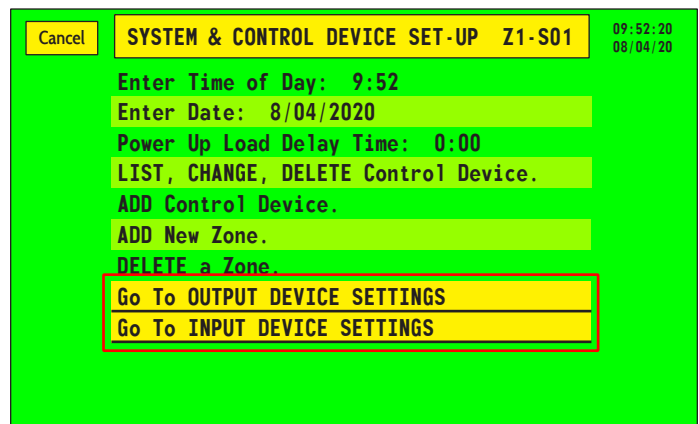 Cancel
SYSTEM & CONTROL DEVICE SET-UP Z1-S01
09:52:20
08/04/20
Enter Time of Day: 9:52
Enter Date: 8/04/2020
Power Up Load Delay Time: 0:00
LIST, CHANGE, DELETE Control Device.
ADD Control Device.
ADD New Zone.
DELETE a Zone.
Go To OUTPUT DEVICE SETTINGS
Go To INPUT DEVICE SETTINGS